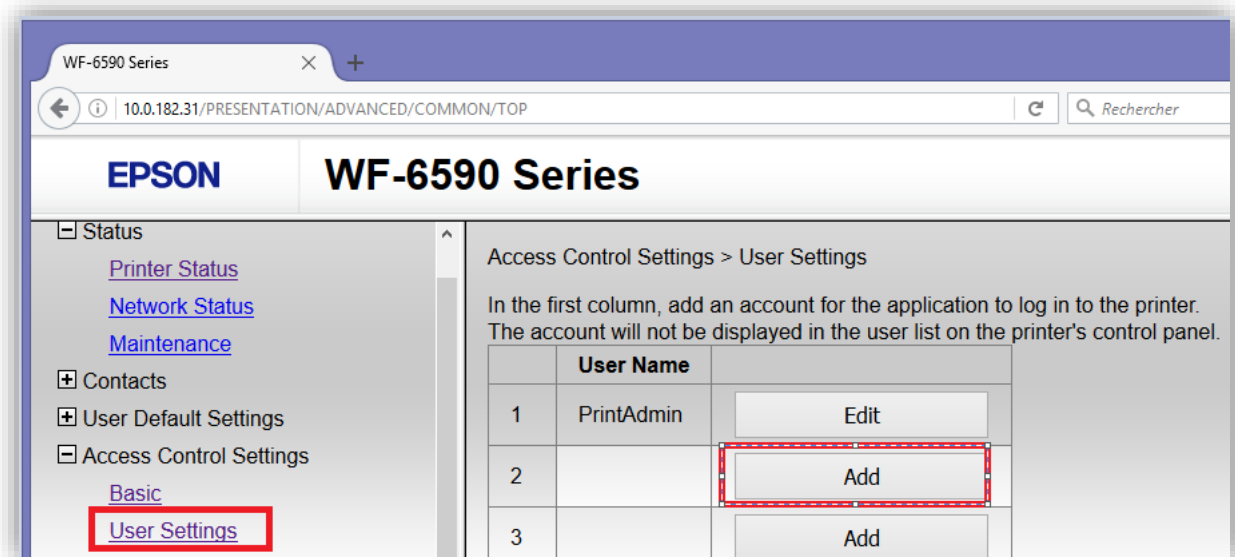 WF-6590 Series
10.0.182.31/PRESENTATION/ADVANCED/COMMON/TOP
Rechercher
EPSON
WF-6590 Series
Status
Printer Status
Network Status
Maintenance
Contacts
User Default Settings
Access Control Settings
Basic
User Settings
Access Control Settings > User Settings
In the first column, add an account for the application to log in to the printer.
The account will not be displayed in the user list on the printer's control panel.
User Name
1 PrintAdmin Edit
2 Add
3 Add